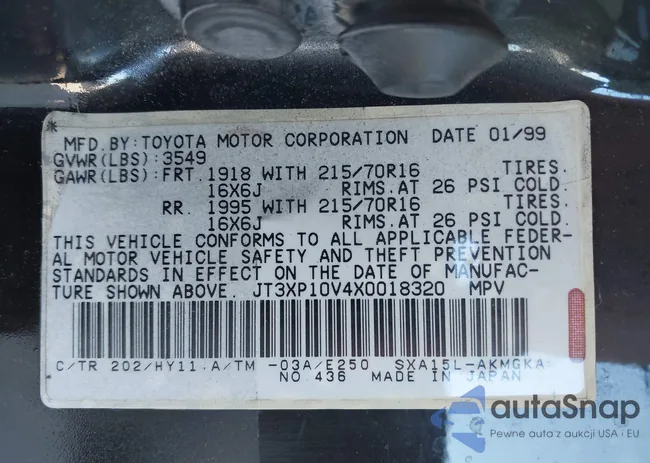 MFD.BY:TOYOTA MOTOR CORPORATION DATE 01/99
GVWR(LBS):3549
GAWR(LBS):FRT.1918 WITH 215/70R16 TIRES.
16X6J RIMS.AT 26 PSI COLD.
RR. 1995 WITH 215/70R16 TIRES.
16X6J RIMS.AT 26 PSI COLD.
THIS VEHICLE CONFORMS TO ALL APPLICABLE FEDER-
AL MOTOR VEHICLE SAFETY AND THEFT PREVENTION
STANDARDS IN EFFECT ON THE DATE OF MANUFAC-
TURE SHOWN ABOVE. JT3XP10V4X0018320 MPV
C/TR 202/HY11.A/TM -03A/E250 SXA15L-AKMGKA
NO.436 MADE IN JAPAN
autaSnap
Pewne auta z aukcji USA i EU